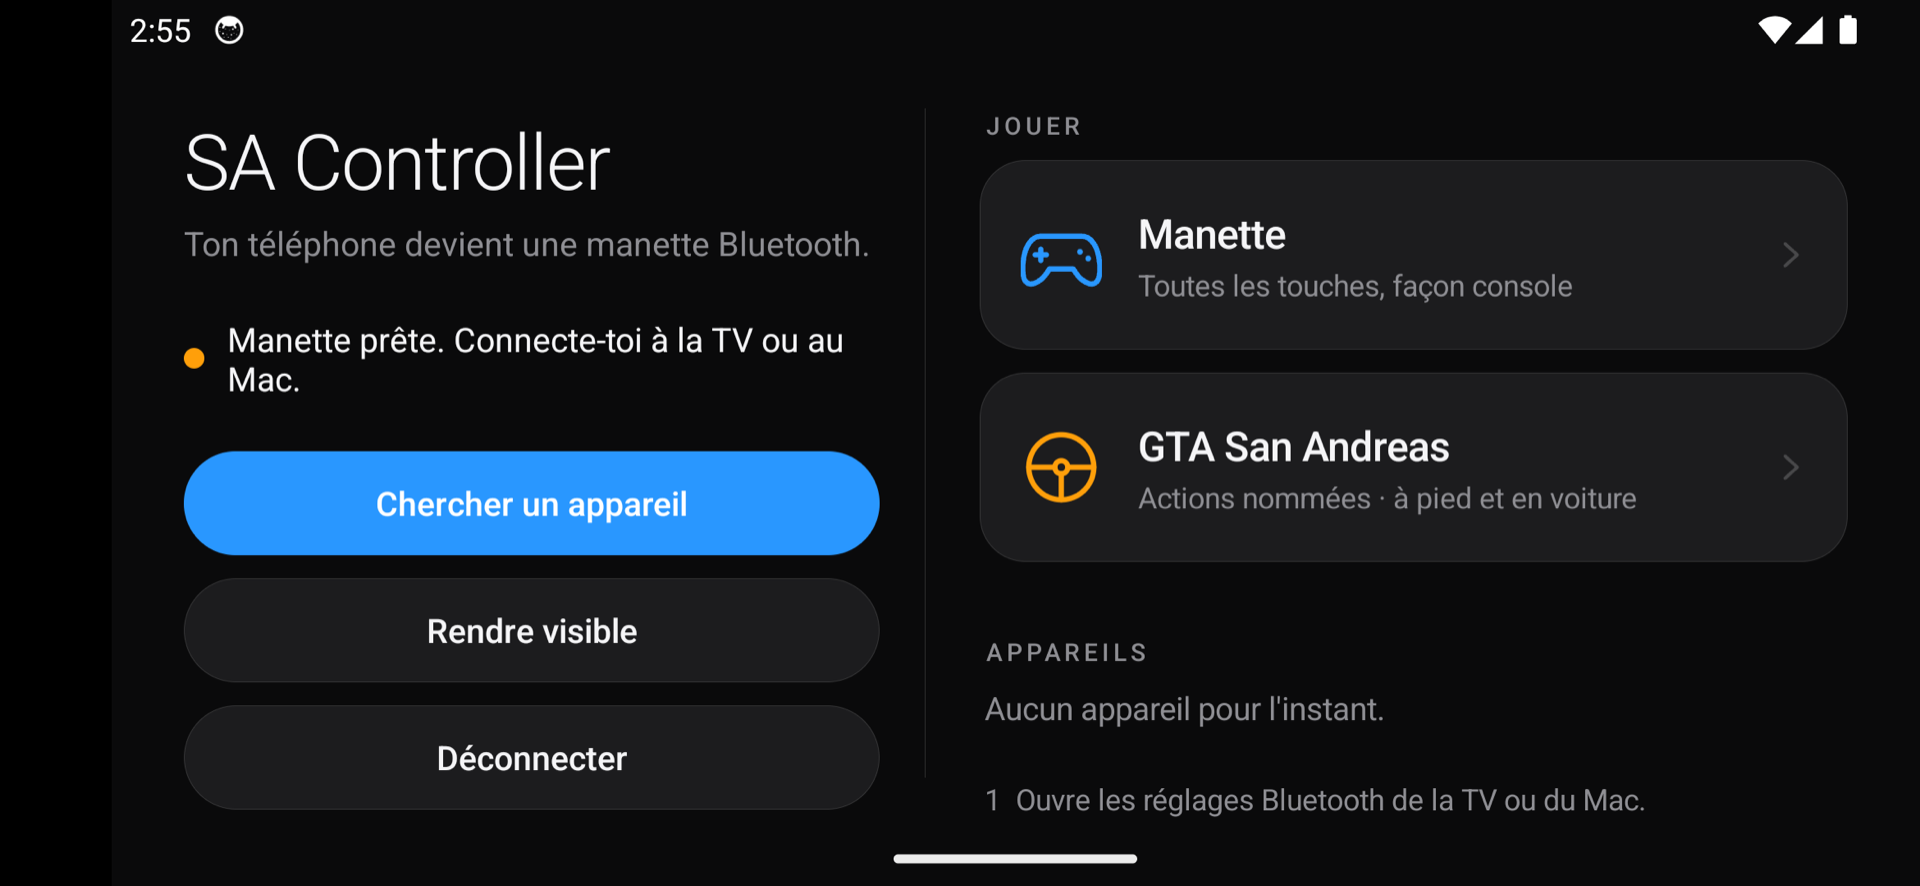 2:55
SA Controller
Ton téléphone devient une manette Bluetooth.
Manette prête. Connecte-toi à la TV ou au
Mac.
Chercher un appareil
Rendre visible
Déconnecter
JOUER
Manette
Toutes les touches, façon console
GTA San Andreas
Actions nommées · à pied et en voiture
APPAREILS
Aucun appareil pour l'instant.
1 Ouvre les réglages Bluetooth de la TV ou du Mac.